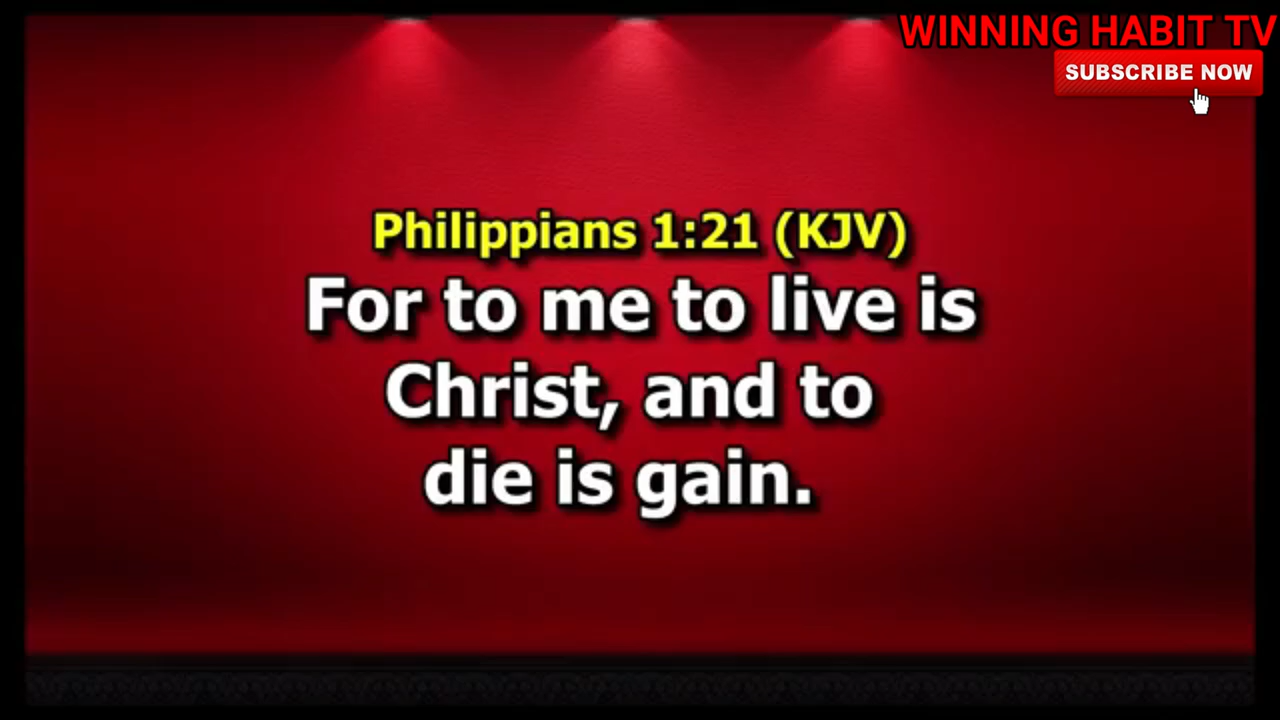 WINNING HABIT TV
SUBSCRIBE NOW
Philippians 1:21 (KJV)
For to me to live is
Christ, and to
die is gain.